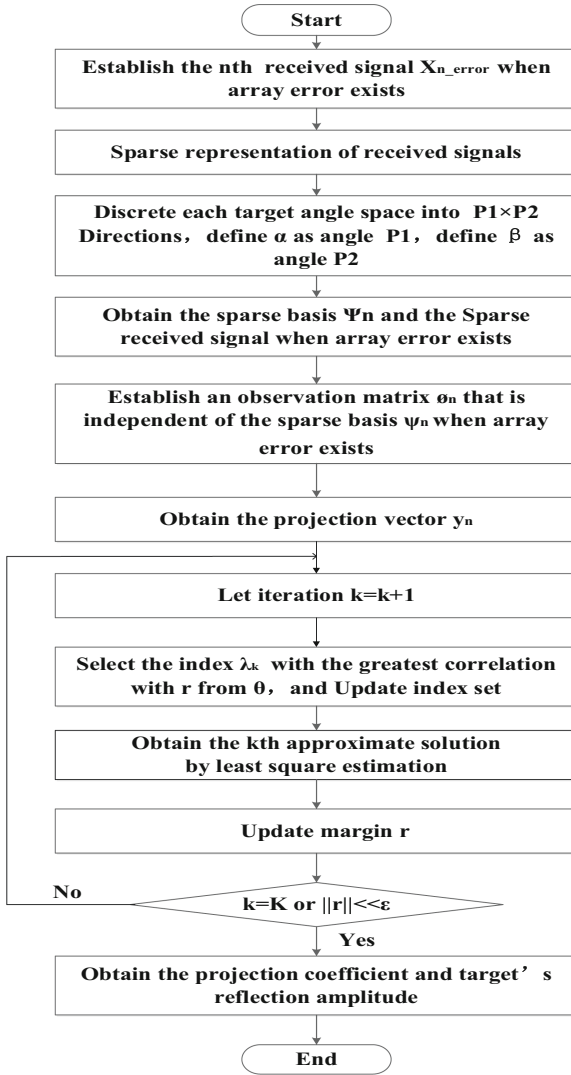 Start
Establish the nth received signal Xn_error when
array error exists
Sparse representation of received signals
Discrete each target angle space into P1×P2
Directions, define α as angle P1, define β as
angle P2
Obtain the sparse basis Ψn and the Sparse
received signal when array error exists
Establish an observation matrix øn that is
independent of the sparse basis ψn when array
error exists
Obtain the projection vector yn
Let iteration k=k+1
Select the index λk with the greatest correlation
with r from θ, and Update index set
Obtain the kth approximate solution
by least square estimation
Update margin r
No
k=K or ||r||<<ε
Yes
Obtain the projection coefficient and target's
reflection amplitude
End